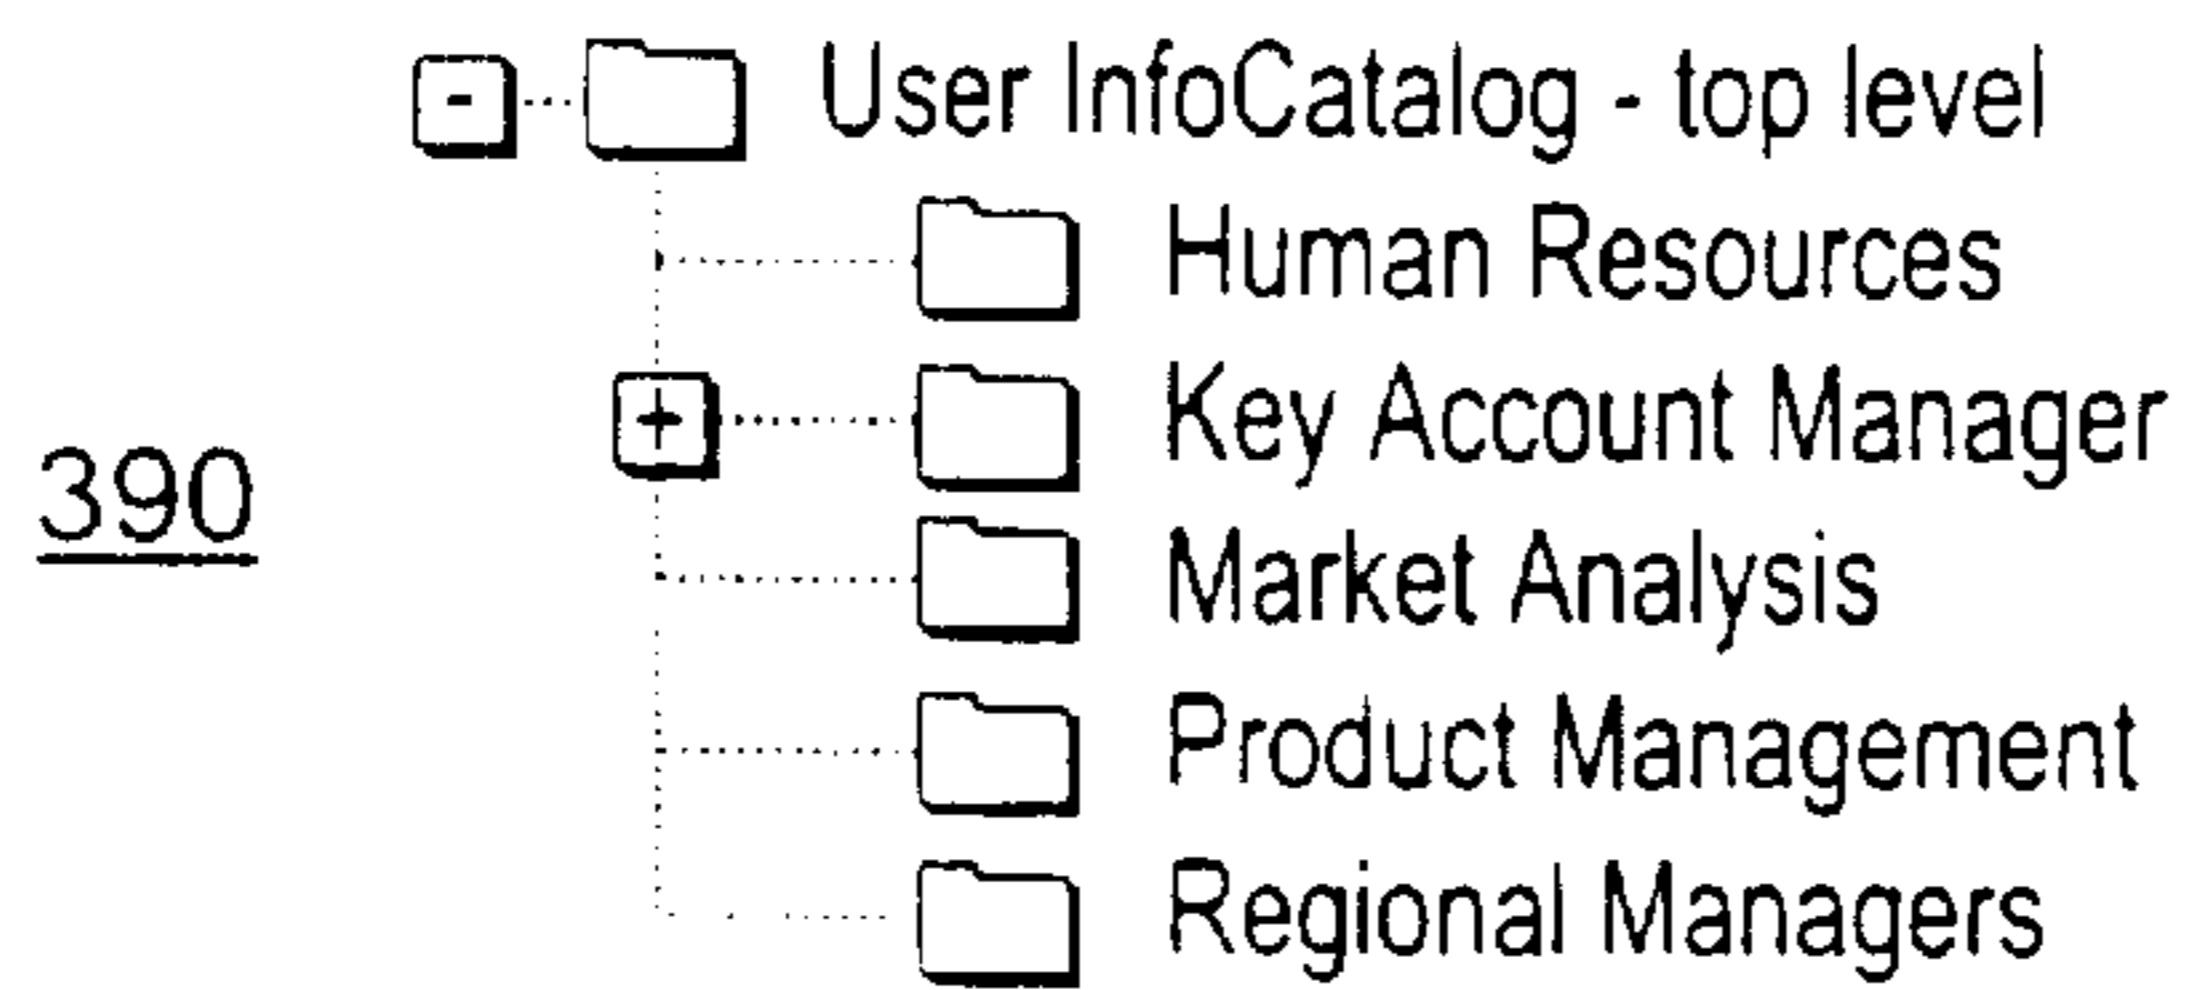 User InfoCatalog - top level
Human Resources
Key Account Manager
390
Market Analysis
Product Management
Regional Managers